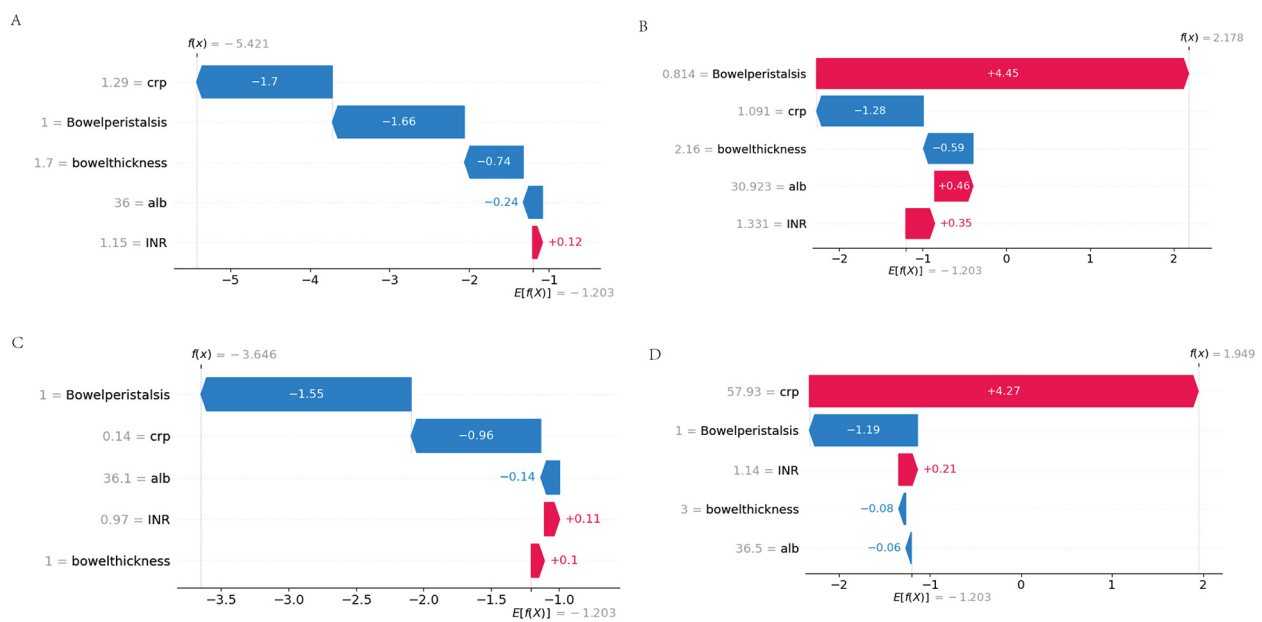 A
f(x) = −5.421
1.29 = crp
−1.7
1 = Bowelperistalsis
−1.66
1.7 = bowelthickness
−0.74
36 = alb
−0.24
1.15 = INR
+0.12
−5 −4 −3 −2 −1
E[f(X)] = −1.203
B
f(x) = 2.178
0.814 = Bowelperistalsis
+4.45
1.091 = crp
−1.28
2.16 = bowelthickness
−0.59
30.923 = alb
+0.46
1.331 = INR
+0.35
−2 −1 0 1 2
E[f(X)] = −1.203
C
f(x) = −3.646
1 = Bowelperistalsis
−1.55
0.14 = crp
−0.96
36.1 = alb
−0.14
0.97 = INR
+0.11
1 = bowelthickness
+0.1
−3.5 −3.0 −2.5 −2.0 −1.5 −1.0
E[f(X)] = −1.203
D
f(x) = 1.949
57.93 = crp
+4.27
1 = Bowelperistalsis
−1.19
1.14 = INR
+0.21
3 = bowelthickness
−0.08
36.5 = alb
−0.06
−2 −1 0 1 2
E[f(X)] = −1.203